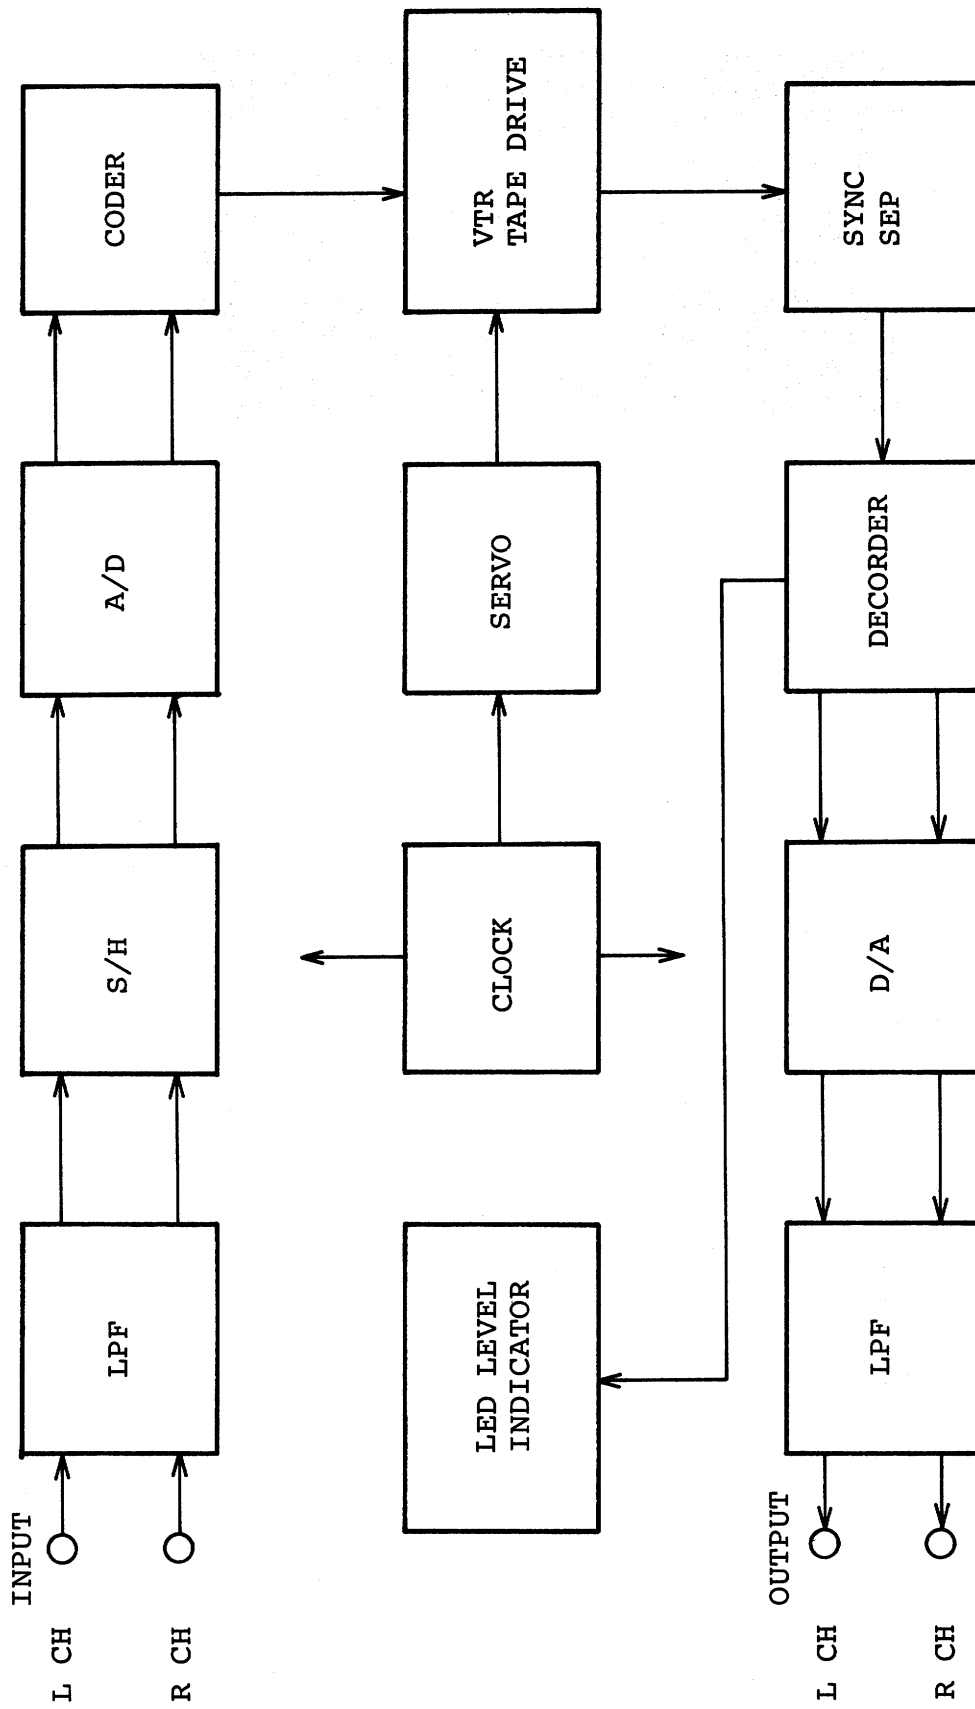 INPUT
L CH
R CH
LPF
S/H
A/D
CODER
LED LEVEL
INDICATOR
CLOCK
SERVO
VTR
TAPE DRIVE
OUTPUT
L CH
R CH
LPF
D/A
DECORDER
SYNC
SEP